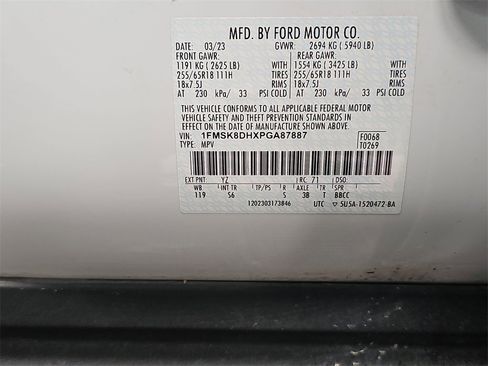 MFD. BY FORD MOTOR CO.
DATE: 03/23 GVWR: 2694 KG ( 5940 LB)
FRONT GAWR: REAR GAWR:
1191 KG ( 2625 LB) WITH 1554 KG ( 3425 LB) WITH
255/65R18 111H TIRES 255/65R18 111H TIRES
18x7.5J RIMS 18x7.5J RIMS
AT 230 kPa/ 33 PSI COLD AT 230 kPa/ 33 PSI COLD
THIS VEHICLE CONFORMS TO ALL APPLICABLE FEDERAL MOTOR
VEHICLE SAFETY AND THEFT PREVENTION STANDARDS IN EFFECT ON THE
DATE OF MANUFACTURE SHOWN ABOVE.
VIN: 1FMSK8DHXPGA87887 F0068
TYPE: MPV T0269
EXT PNT: YZ RC: 71 DSO:
WB INT TR TP/PS R AXLE TR SPR
119 S6 S 3B T BBCC
1202303173846 UTC 5U5A-1520472-BA